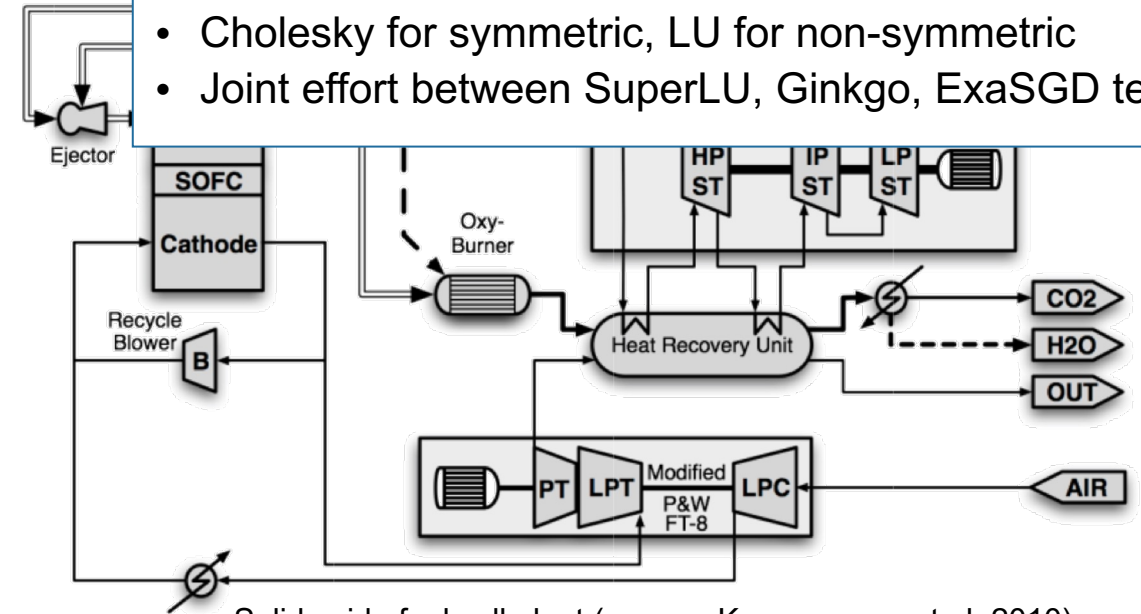 • Cholesky for symmetric, LU for non-symmetric
• Joint effort between SuperLU, Ginkgo, ExaSGD
Ejector
SOFC
Cathode
HP
ST
IP
ST
LP
ST
Oxy-
Burner
Recycle
Blower
B
Heat Recovery Unit
CO2
H2O
OUT
PT
LPT
Modified
P&W
FT-8
LPC
AIR